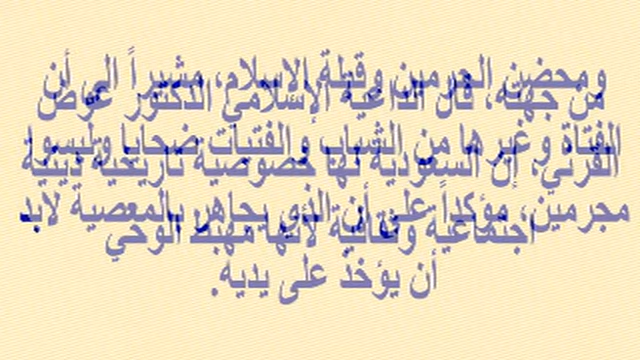 من جهته، قال الداعية الإسلامي الدكتور عوض
القرني، إن السعودية لها خصوصية تاريخية دينية
اجتماعية وثقافية لأنها مهبط الوحي
ومحضن الحرمين وقبلة الاسلام، مشيراً الى أن
الفتاة وغيرها من الشباب والفتيات ضحايا وليسوا
مجرمين، مؤكداً على أن الذي يجاهر بالمعصية لابد
أن يؤخذ على يديه.